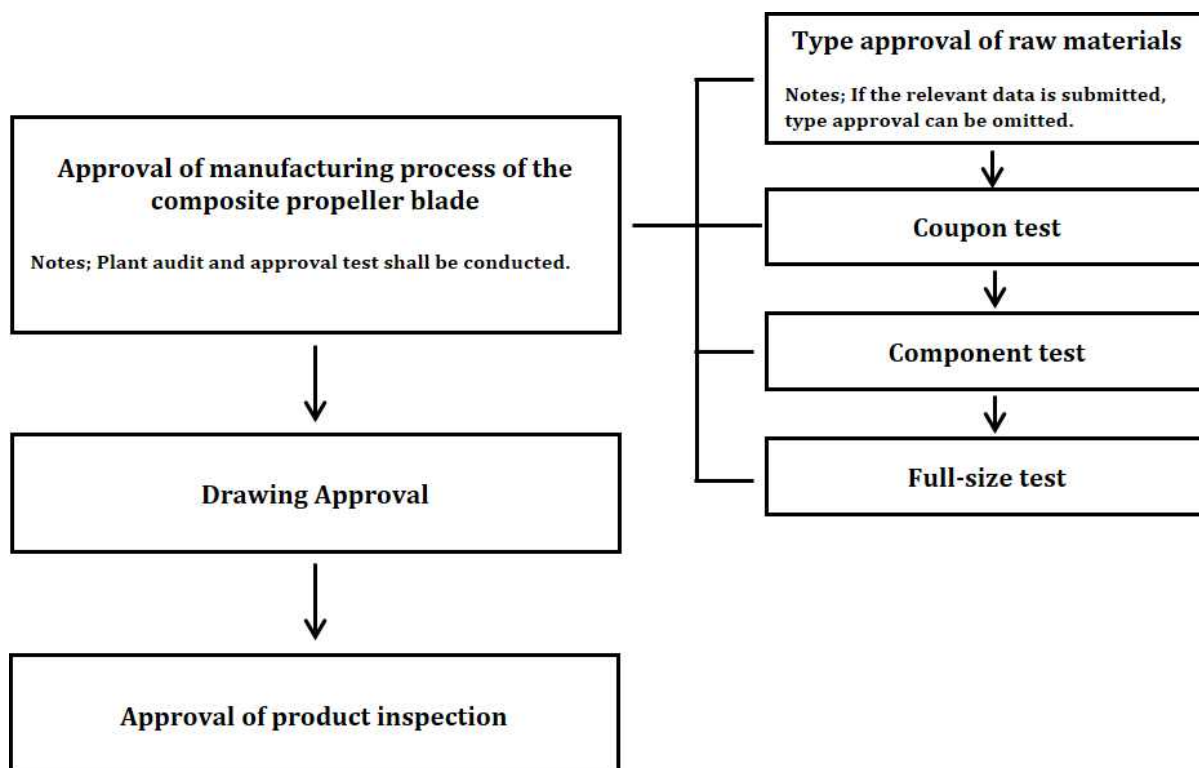 Approval of manufacturing process of the
composite propeller blade
Notes; Plant audit and approval test shall be conducted.
Drawing Approval
Approval of product inspection
Type approval of raw materials
Notes; If the relevant data is submitted,
type approval can be omitted.
Coupon test
Component test
Full-size test